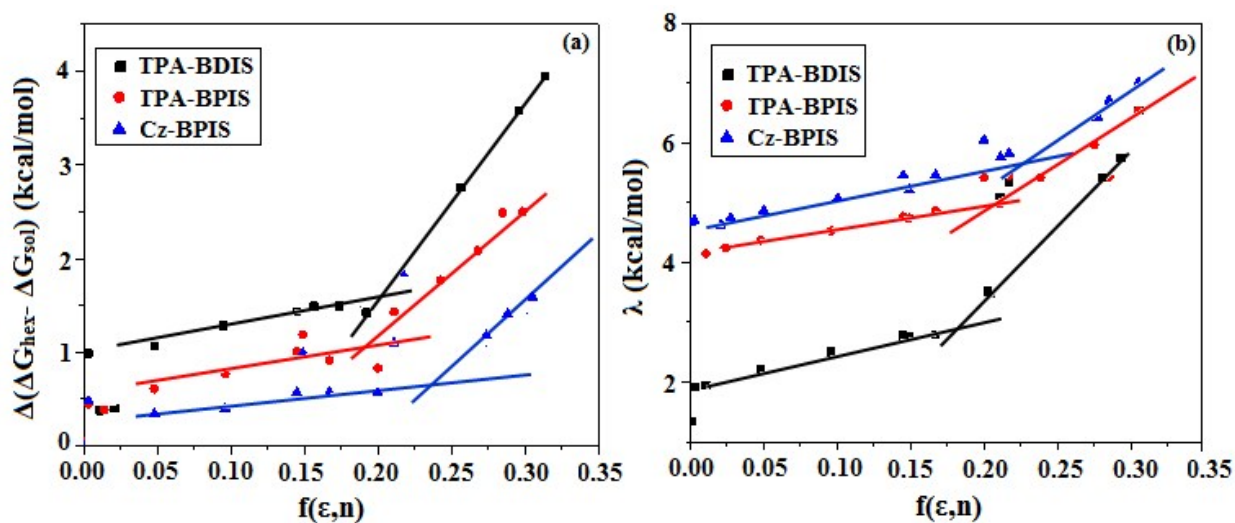 (a)
TPA-BDIS
TPA-BPIS
Cz-BPIS
Δ(ΔGhex− ΔGsol) (kcal/mol)
4
3
2
1
0
0.00 0.05 0.10 0.15 0.20 0.25 0.30 0.35
f(ε,n)
(b)
TPA-BDIS
TPA-BPIS
Cz-BPIS
λ (kcal/mol)
8
6
4
2
0.00 0.05 0.10 0.15 0.20 0.25 0.30 0.35
f(ε,n)